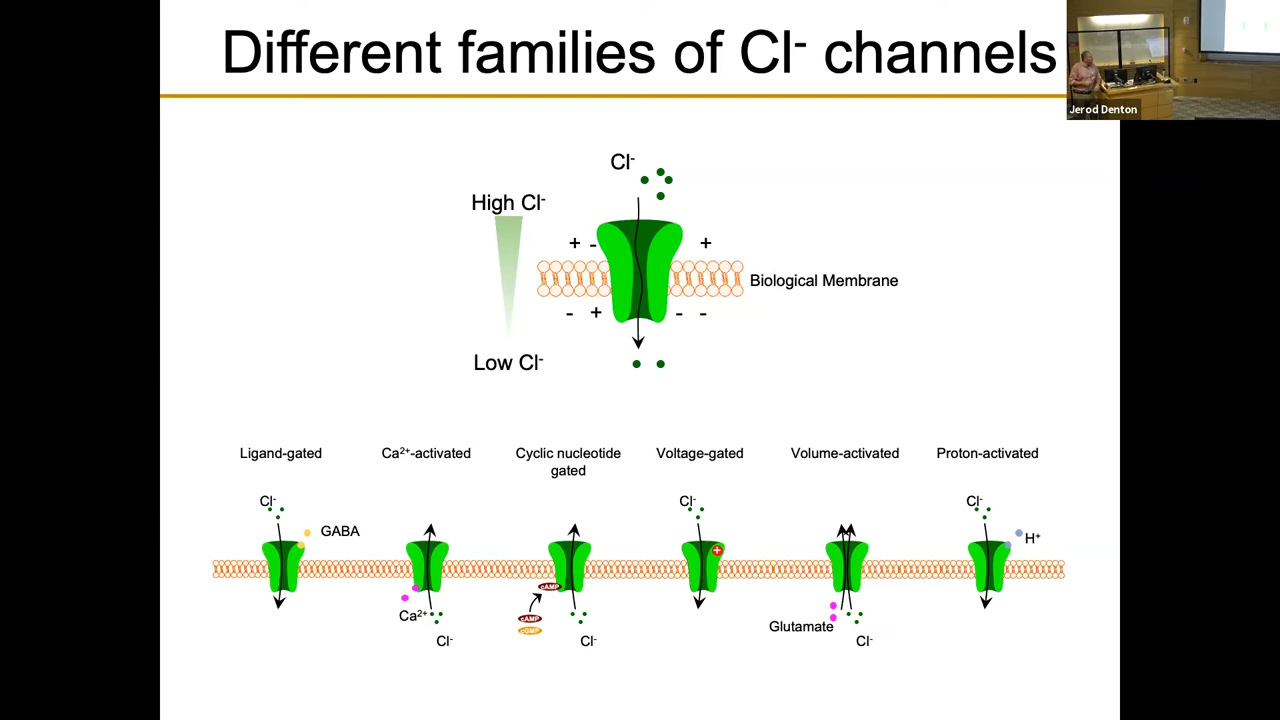 Different families of Cl⁻ channels
Jerod Denton
Cl⁻
High Cl⁻
+ - +
Biological Membrane
- + - -
Low Cl⁻
Ligand-gated Ca²⁺-activated Cyclic nucleotide gated Voltage-gated Volume-activated Proton-activated
Cl⁻ Cl⁻ Cl⁻
GABA + H⁺
cAMP
Ca²⁺ cAMP
cGMP Glutamate
Cl⁻ Cl⁻ Cl⁻